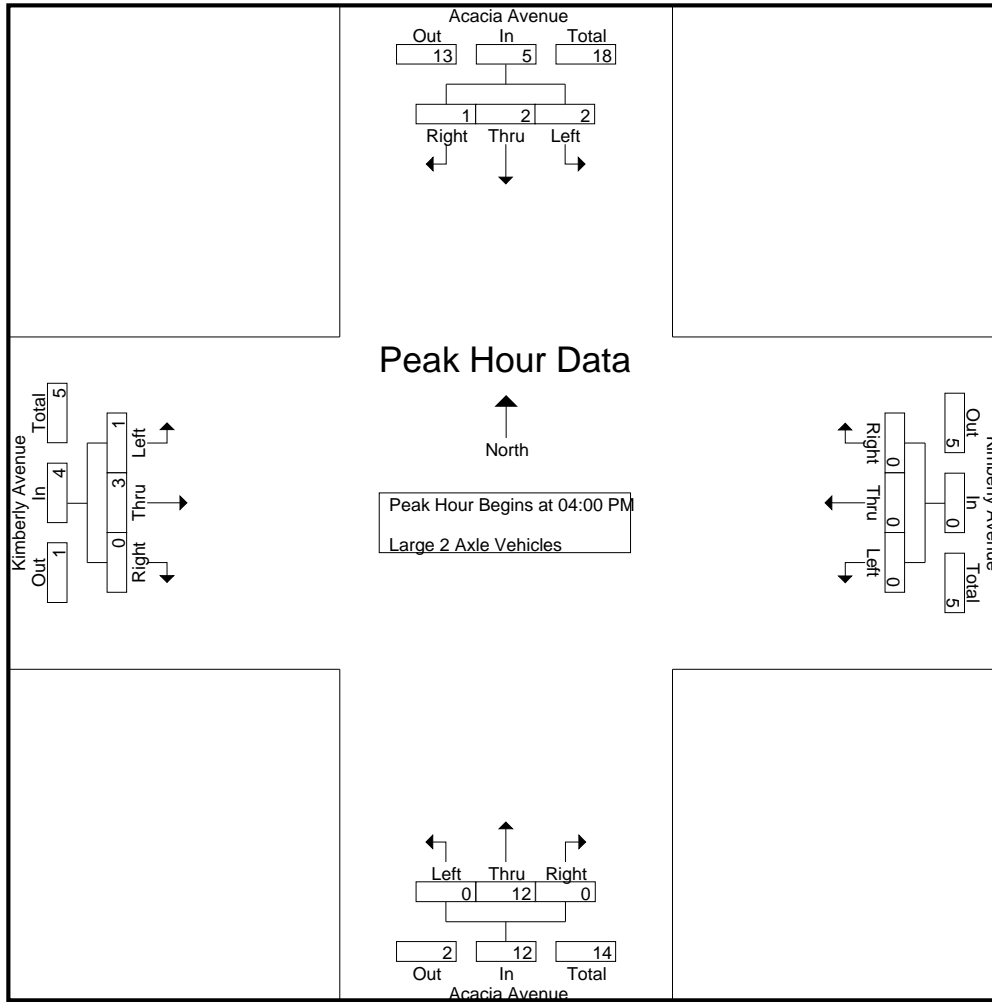 Acacia Avenue
Out In Total
13 5 18
1 2 2
Right Thru Left
Peak Hour Data
North
Peak Hour Begins at 04:00 PM
Large 2 Axle Vehicles
Kimberly Avenue
Total In Out
5 4 1
1 3 0
Left Thru Right
Right Thru Left
0 0 0
Out In Total
5 0 5
Kimberly Avenue
Left Thru Right
0 12 0
2 12 14
Out In Total
Acacia Avenue